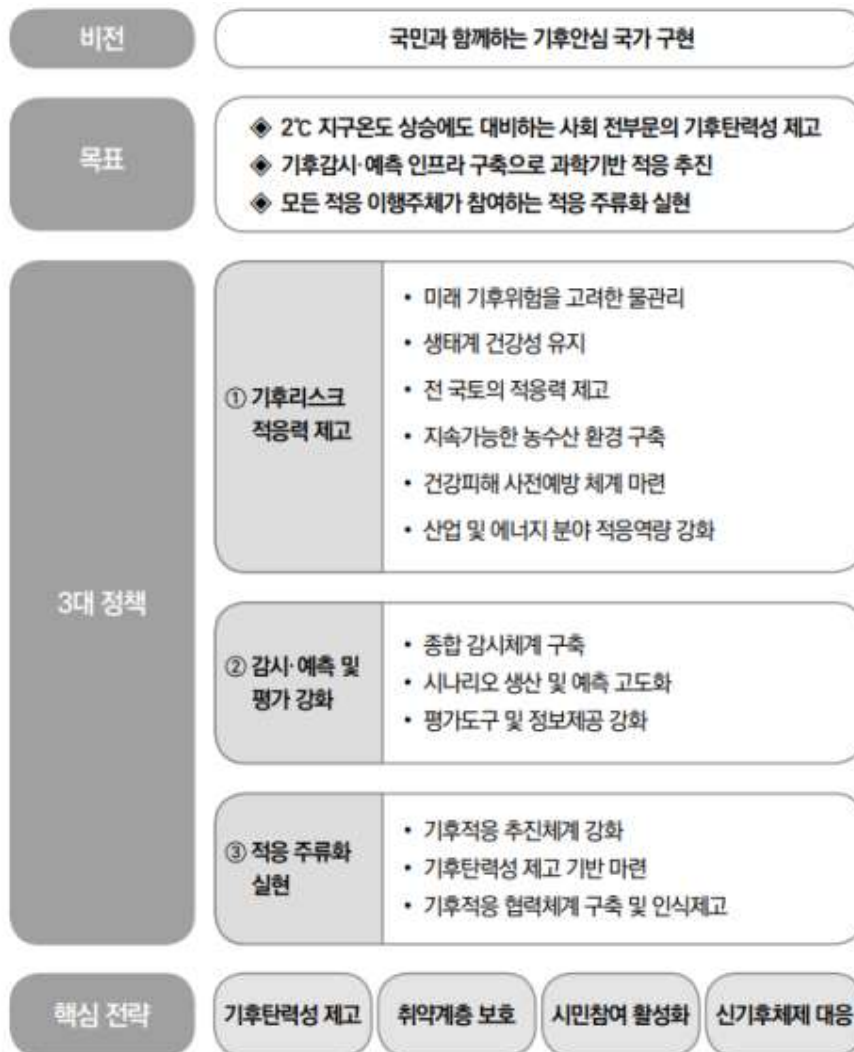 비전
국민과 함께하는 기후안심 국가 구현
목표
◈ 2℃ 지구온도 상승에도 대비하는 사회 전부문의 기후탄력성 제고
◈ 기후감시·예측 인프라 구축으로 과학기반 적응 추진
◈ 모든 적응 이행주체가 참여하는 적응 주류화 실현
3대 정책
① 기후리스크
적응력 제고
• 미래 기후위험을 고려한 물관리
• 생태계 건강성 유지
• 전 국토의 적응력 제고
• 지속가능한 농수산 환경 구축
• 건강피해 사전예방 체계 마련
• 산업 및 에너지 분야 적응역량 강화
② 감시·예측 및
평가 강화
• 종합 감시체계 구축
• 시나리오 생산 및 예측 고도화
• 평가도구 및 정보제공 강화
③ 적응 주류화
실현
• 기후적응 추진체계 강화
• 기후탄력성 제고 기반 마련
• 기후적응 협력체계 구축 및 인식제고
핵심 전략
기후탄력성 제고
취약계층 보호
시민참여 활성화
신기후체제 대응